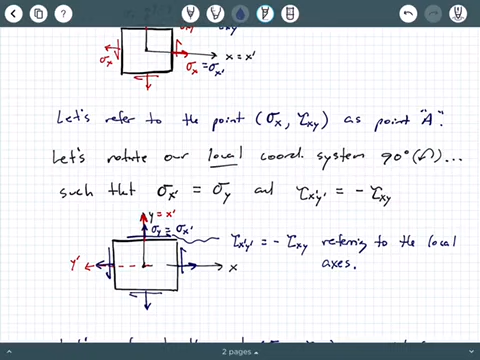 x = x'
σx
σx = σx'
Let's refer to the point (σx, τxy) as point "A".
Let's rotate our local coord system 90° (↺)...
such that σx' = σy and τx'y' = -τxy
y = x'
σy = σx'
τx'y' = -τxy referring to the local
y'
x
axes.
2 pages